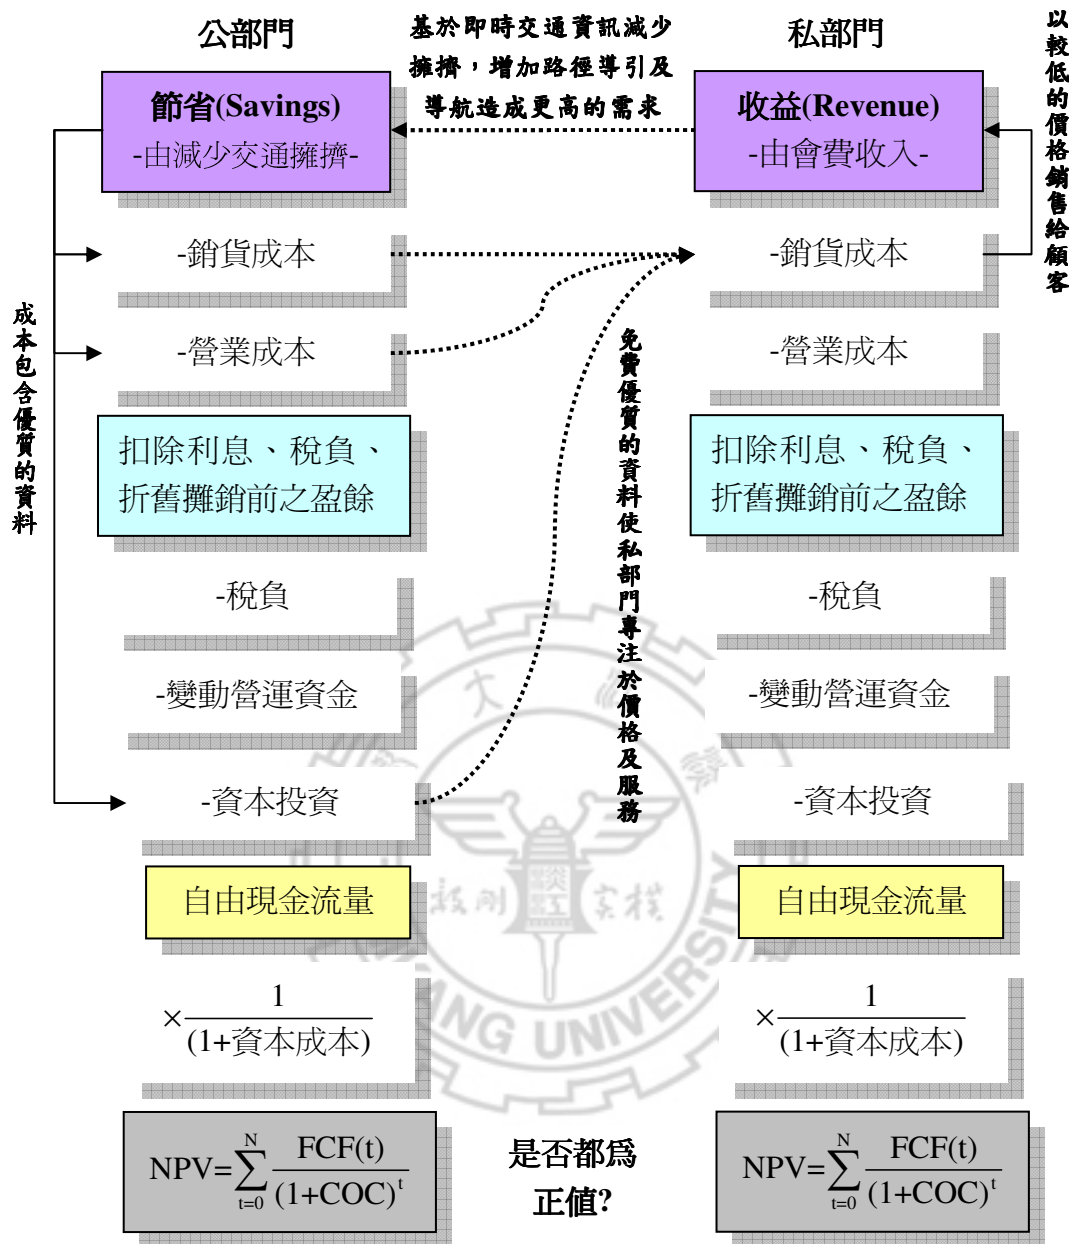 公部門
基於即時交通資訊減少
擁擠，增加路徑導引及
導航造成更高的需求
私部門
以較低的價格銷售給顧客
節省(Savings)
-由減少交通擁擠-
收益(Revenue)
-由會費收入-
-銷貨成本
-銷貨成本
成本包含優質的資料
-營業成本
免費優質的資料使私部門專注於價格及服務
-營業成本
扣除利息、稅負、
折舊攤銷前之盈餘
扣除利息、稅負、
折舊攤銷前之盈餘
-稅負
-稅負
-變動營運資金
-變動營運資金
-資本投資
-資本投資
自由現金流量
自由現金流量
×1/(1+資本成本)
×1/(1+資本成本)
NPV=∑_{t=0}^{N} FCF(t)/(1+COC)^t
是否都為
正值?
NPV=∑_{t=0}^{N} FCF(t)/(1+COC)^t